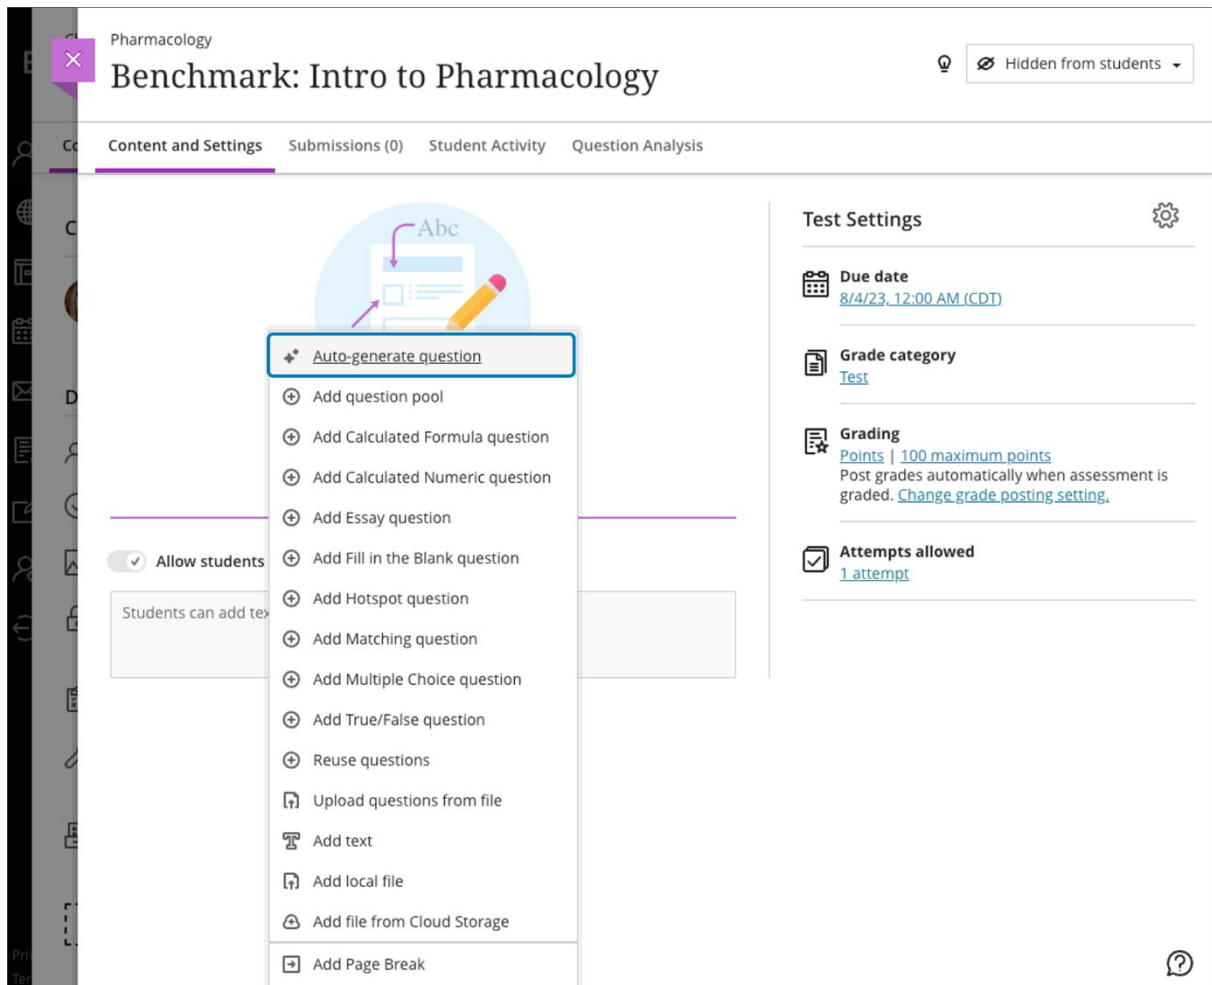 Pharmacology
Benchmark: Intro to Pharmacology
Hidden from students
Content and Settings
Submissions (0)
Student Activity
Question Analysis
Abc
Auto-generate question
Add question pool
Add Calculated Formula question
Add Calculated Numeric question
Add Essay question
Add Fill in the Blank question
Add Hotspot question
Add Matching question
Add Multiple Choice question
Add True/False question
Reuse questions
Upload questions from file
Add text
Add local file
Add file from Cloud Storage
Add Page Break
Allow students
Students can add tex
Test Settings
Due date
8/4/23, 12:00 AM (CDT)
Grade category
Test
Grading
Points | 100 maximum points
Post grades automatically when assessment is
graded. Change grade posting setting.
Attempts allowed
1 attempt